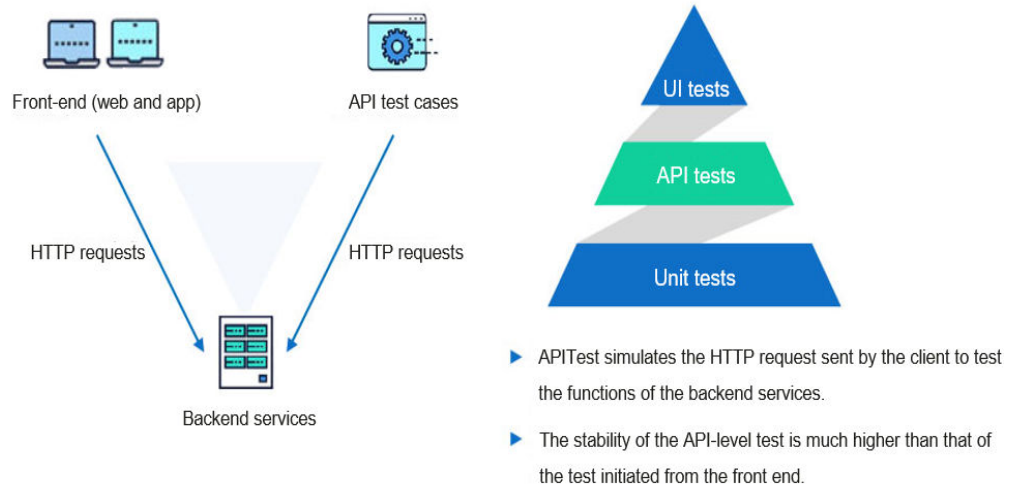 Front-end (web and app)
API test cases
HTTP requests
HTTP requests
Backend services
UI tests
API tests
Unit tests
APITest simulates the HTTP request sent by the client to test
the functions of the backend services.
The stability of the API-level test is much higher than that of
the test initiated from the front end.